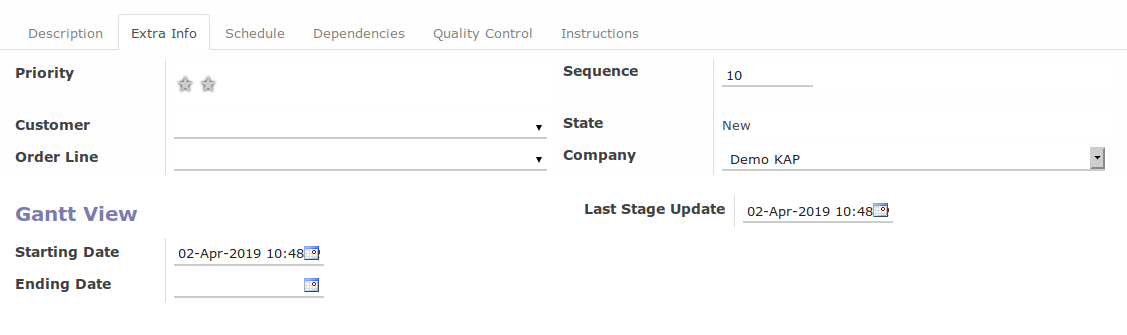 Description Extra Info Schedule Dependencies Quality Control Instructions
Priority
Sequence 10
Customer
State New
Order Line
Company Demo KAP
Gantt View
Last Stage Update 02-Apr-2019 10:48
Starting Date 02-Apr-2019 10:48
Ending Date